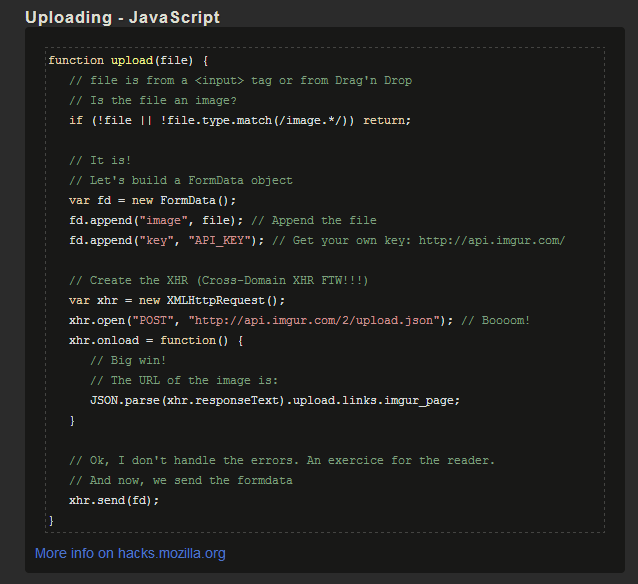 Uploading - JavaScript
function upload(file) {
   // file is from a <input> tag or from Drag'n Drop
   // Is the file an image?
   if (!file || !file.type.match(/image.*/)) return;

   // It is!
   // Let's build a FormData object
   var fd = new FormData();
   fd.append("image", file); // Append the file
   fd.append("key", "API_KEY"); // Get your own key: http://api.imgur.com/

   // Create the XHR (Cross-Domain XHR FTW!!!)
   var xhr = new XMLHttpRequest();
   xhr.open("POST", "http://api.imgur.com/2/upload.json"); // Boooom!
   xhr.onload = function() {
      // Big win!
      // The URL of the image is:
      JSON.parse(xhr.responseText).upload.links.imgur_page;
   }

   // Ok, I don't handle the errors. An exercice for the reader.
   // And now, we send the formdata
   xhr.send(fd);
}
More info on hacks.mozilla.org